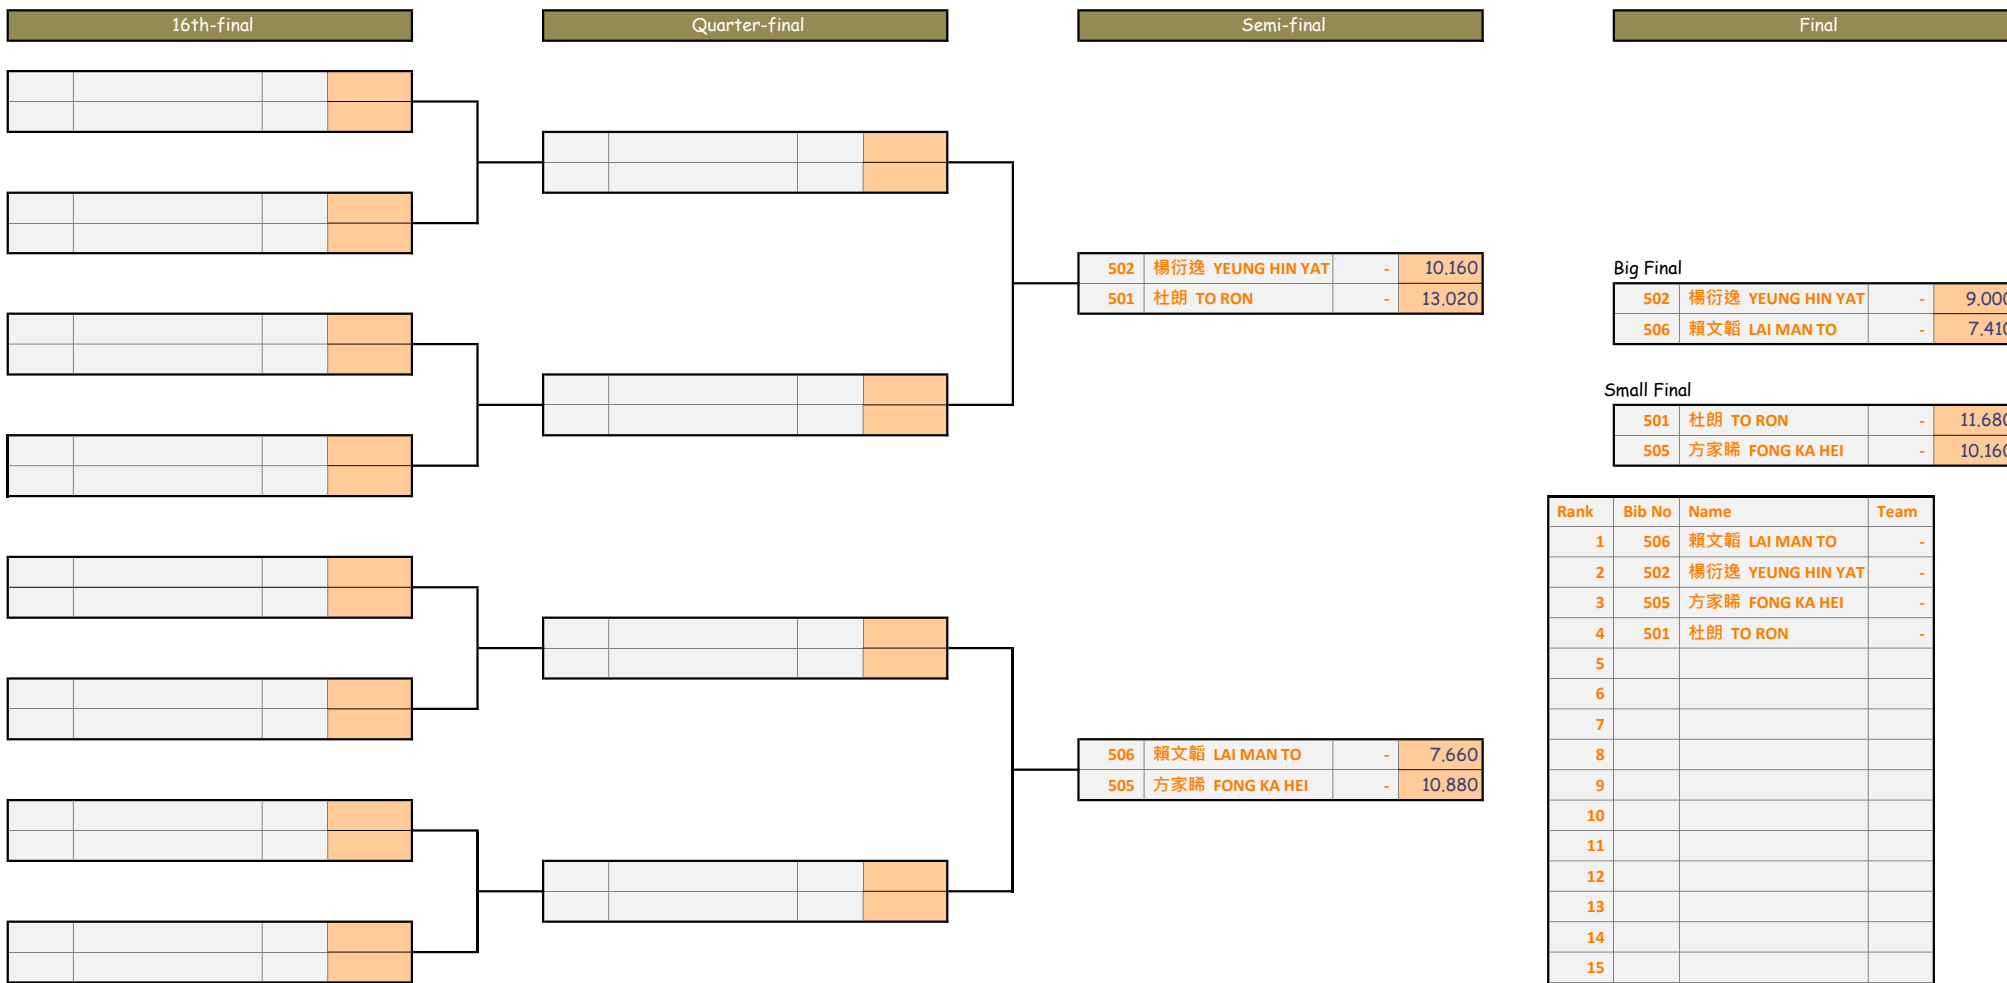 16th-final Quarter-final Semi-final Final
502 楊衍逸 YEUNG HIN YAT - 10.160
501 杜朗 TO RON - 13.020
Big Final
502 楊衍逸 YEUNG HIN YAT - 9.000
506 賴文韜 LAI MAN TO - 7.410
Small Final
501 杜朗 TO RON - 11.680
505 方家晞 FONG KA HEI - 10.160
506 賴文韜 LAI MAN TO - 7.660
505 方家晞 FONG KA HEI - 10.880
Rank Bib No Name Team
1 506 賴文韜 LAI MAN TO -
2 502 楊衍逸 YEUNG HIN YAT -
3 505 方家晞 FONG KA HEI -
4 501 杜朗 TO RON -
5
6
7
8
9
10
11
12
13
14
15